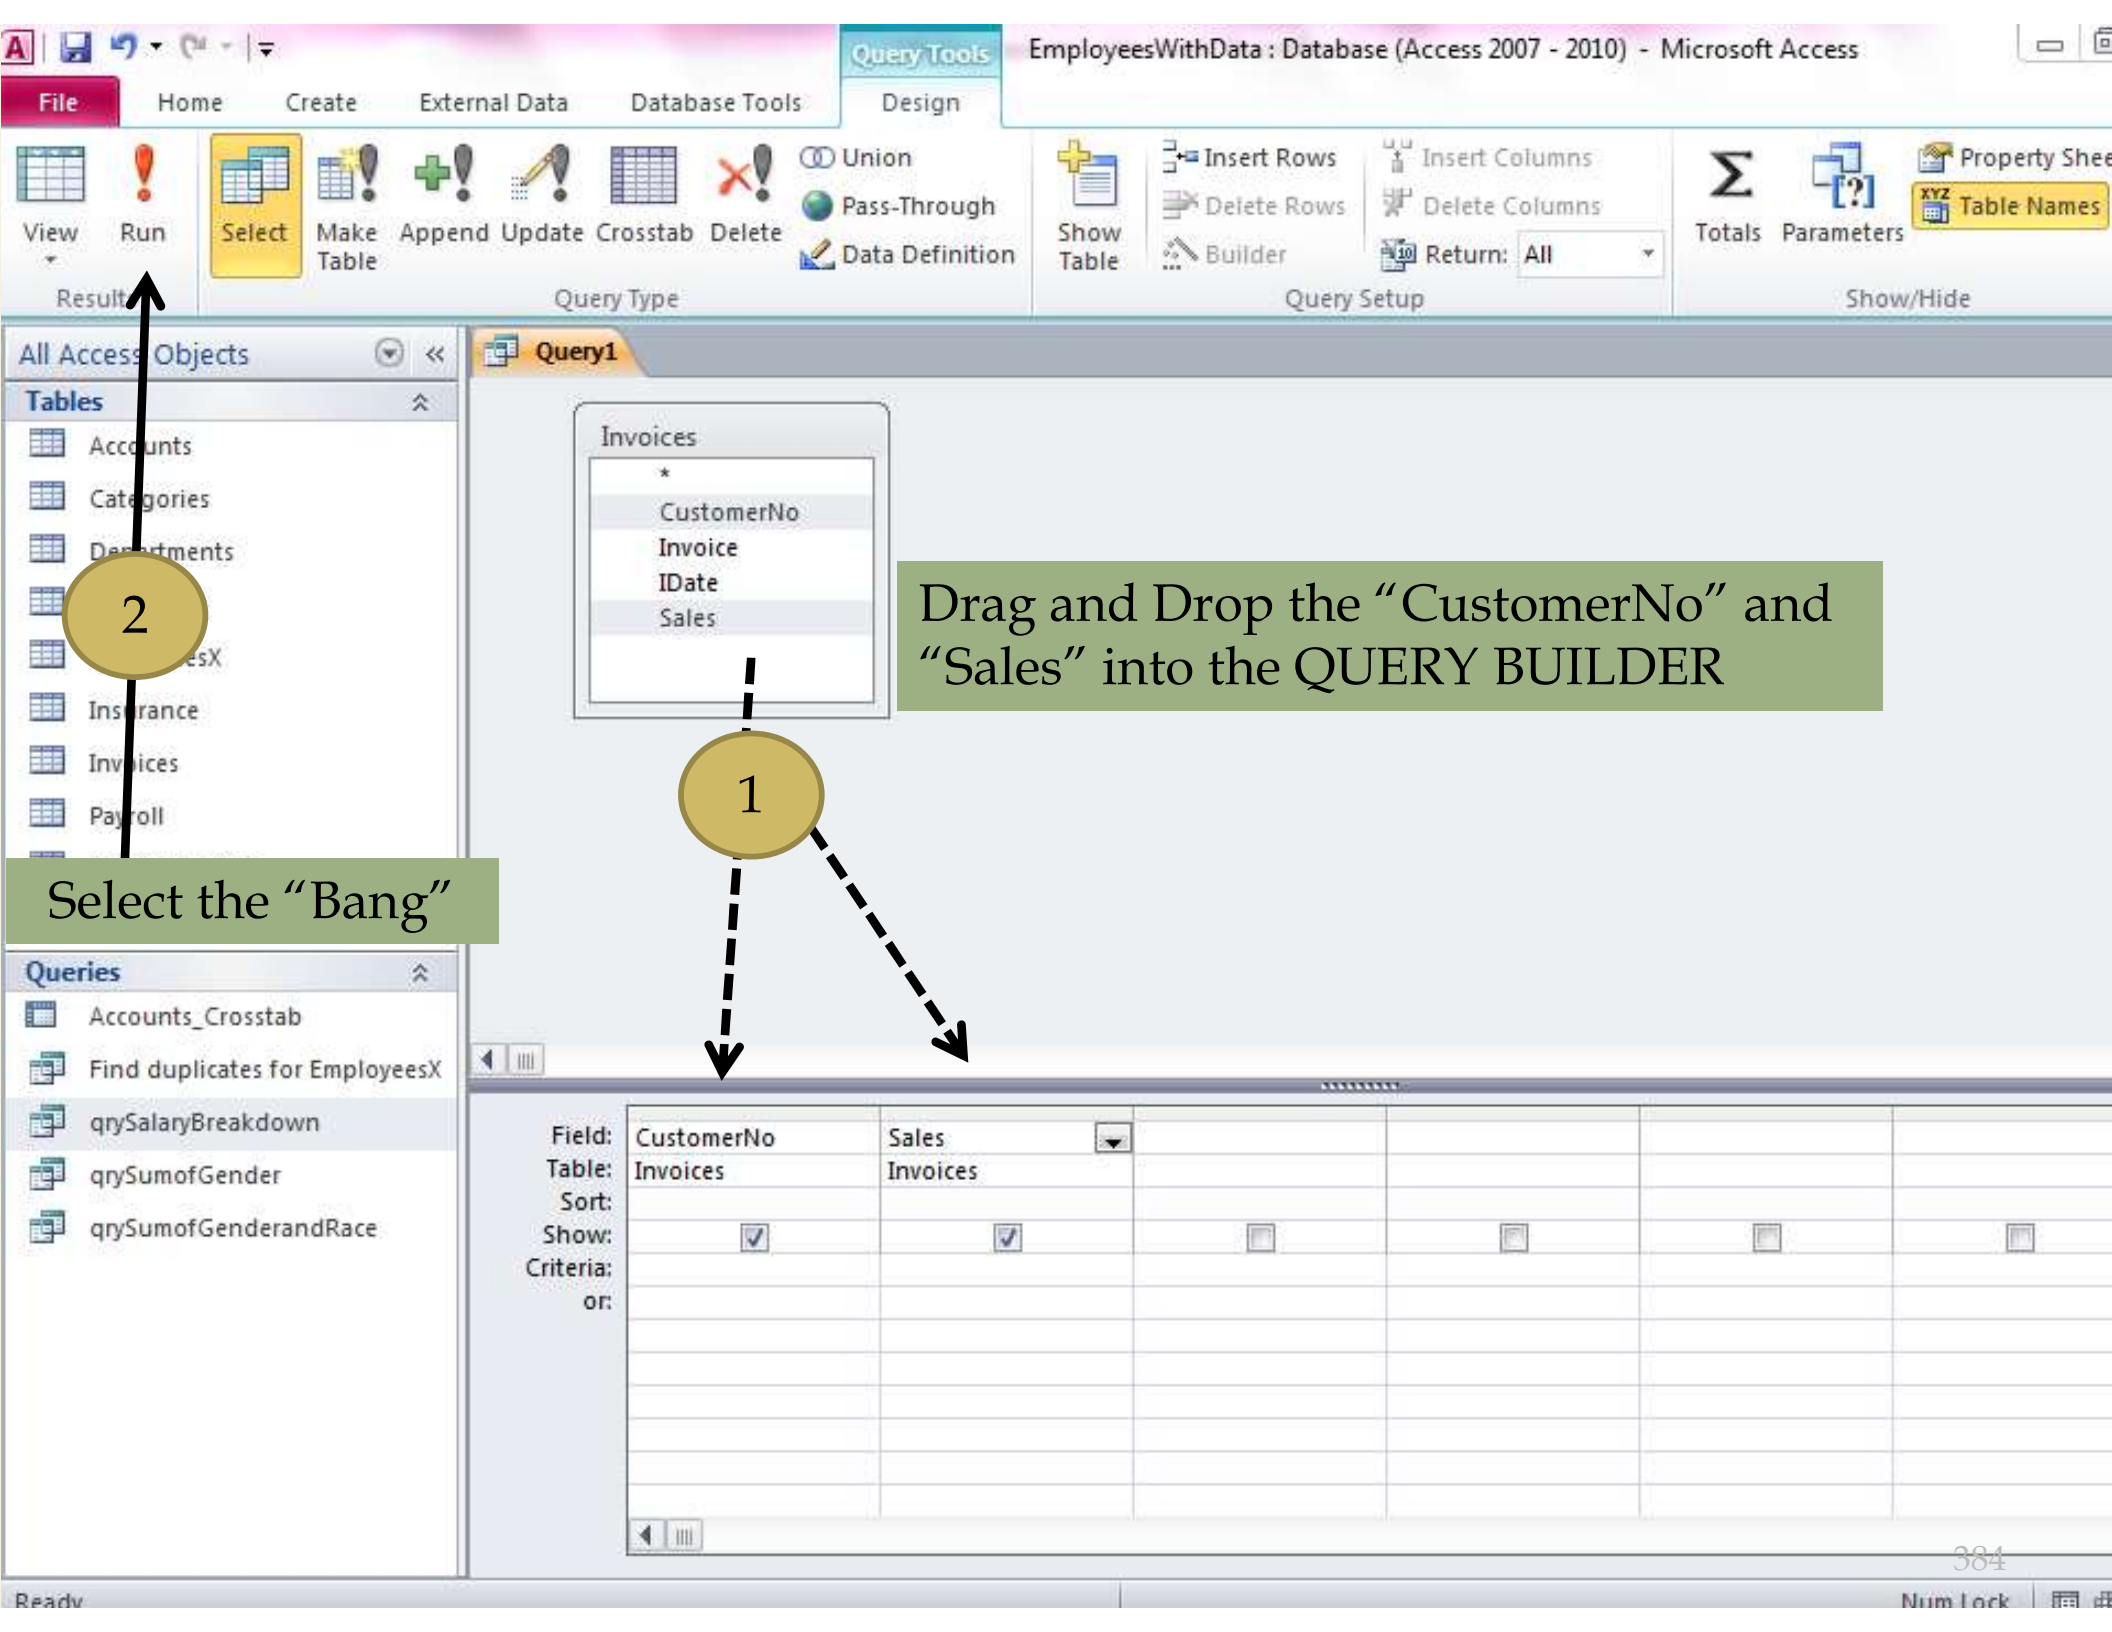 Query Tools
EmployeesWithData : Database (Access 2007 - 2010) - Microsoft Access
File Home Create External Data Database Tools Design
View Run
Select Make Table Append Update Crosstab Delete
Union
Pass-Through
Data Definition
Show Table
Insert Rows
Delete Rows
Builder
Insert Columns
Delete Columns
Return: All
Totals Parameters
Property Shee
XYZ Table Names
Query Type Query Setup Show/Hide
All Access Objects
Query1
Tables
Accounts
Categories
Departments
Insurance
Invoices
Payroll
2
Select the “Bang”
Queries
Accounts_Crosstab
Find duplicates for EmployeesX
qrySalaryBreakdown
qrySumofGender
qrySumofGenderandRace
Invoices
*
CustomerNo
Invoice
IDate
Sales
Drag and Drop the “CustomerNo” and
“Sales” into the QUERY BUILDER
1
Field: CustomerNo Sales
Table: Invoices Invoices
Sort:
Show:
Criteria:
or:
384
Ready
Num Lock